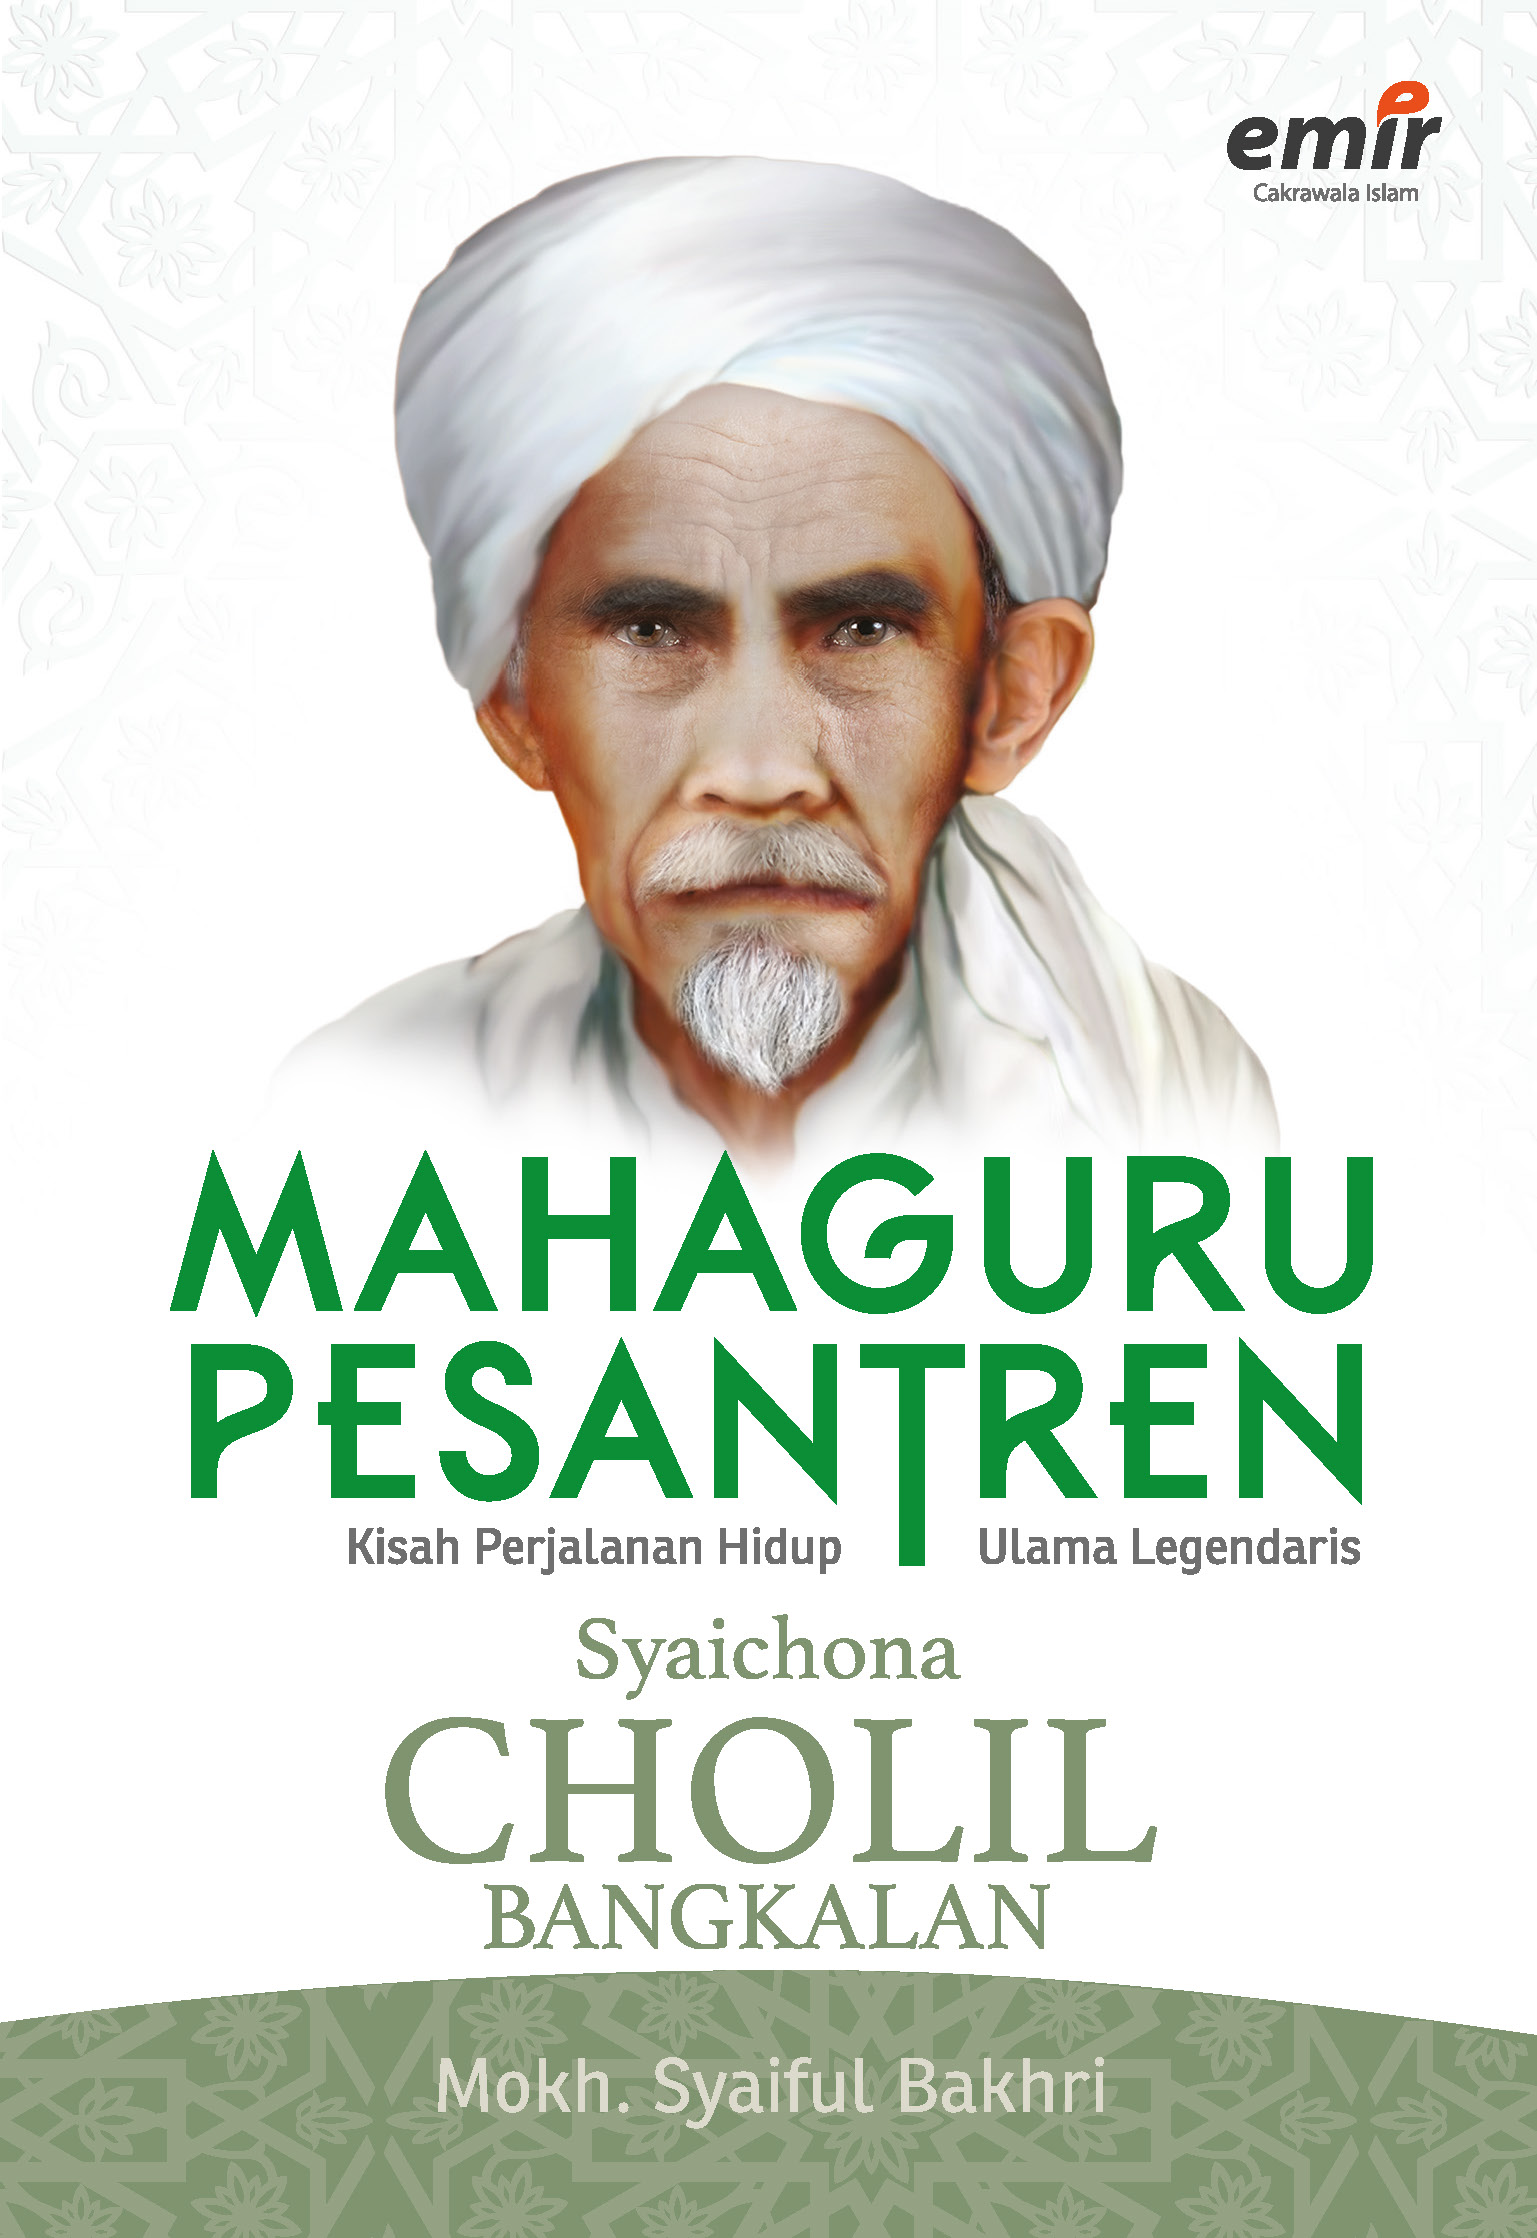 emir
Cakrawala Islam
MAHAGURU
PESANTREN
Kisah Perjalanan Hidup Ulama Legendaris
Syaichona
CHOLIL
BANGKALAN
Mokh. Syaiful Bakhri